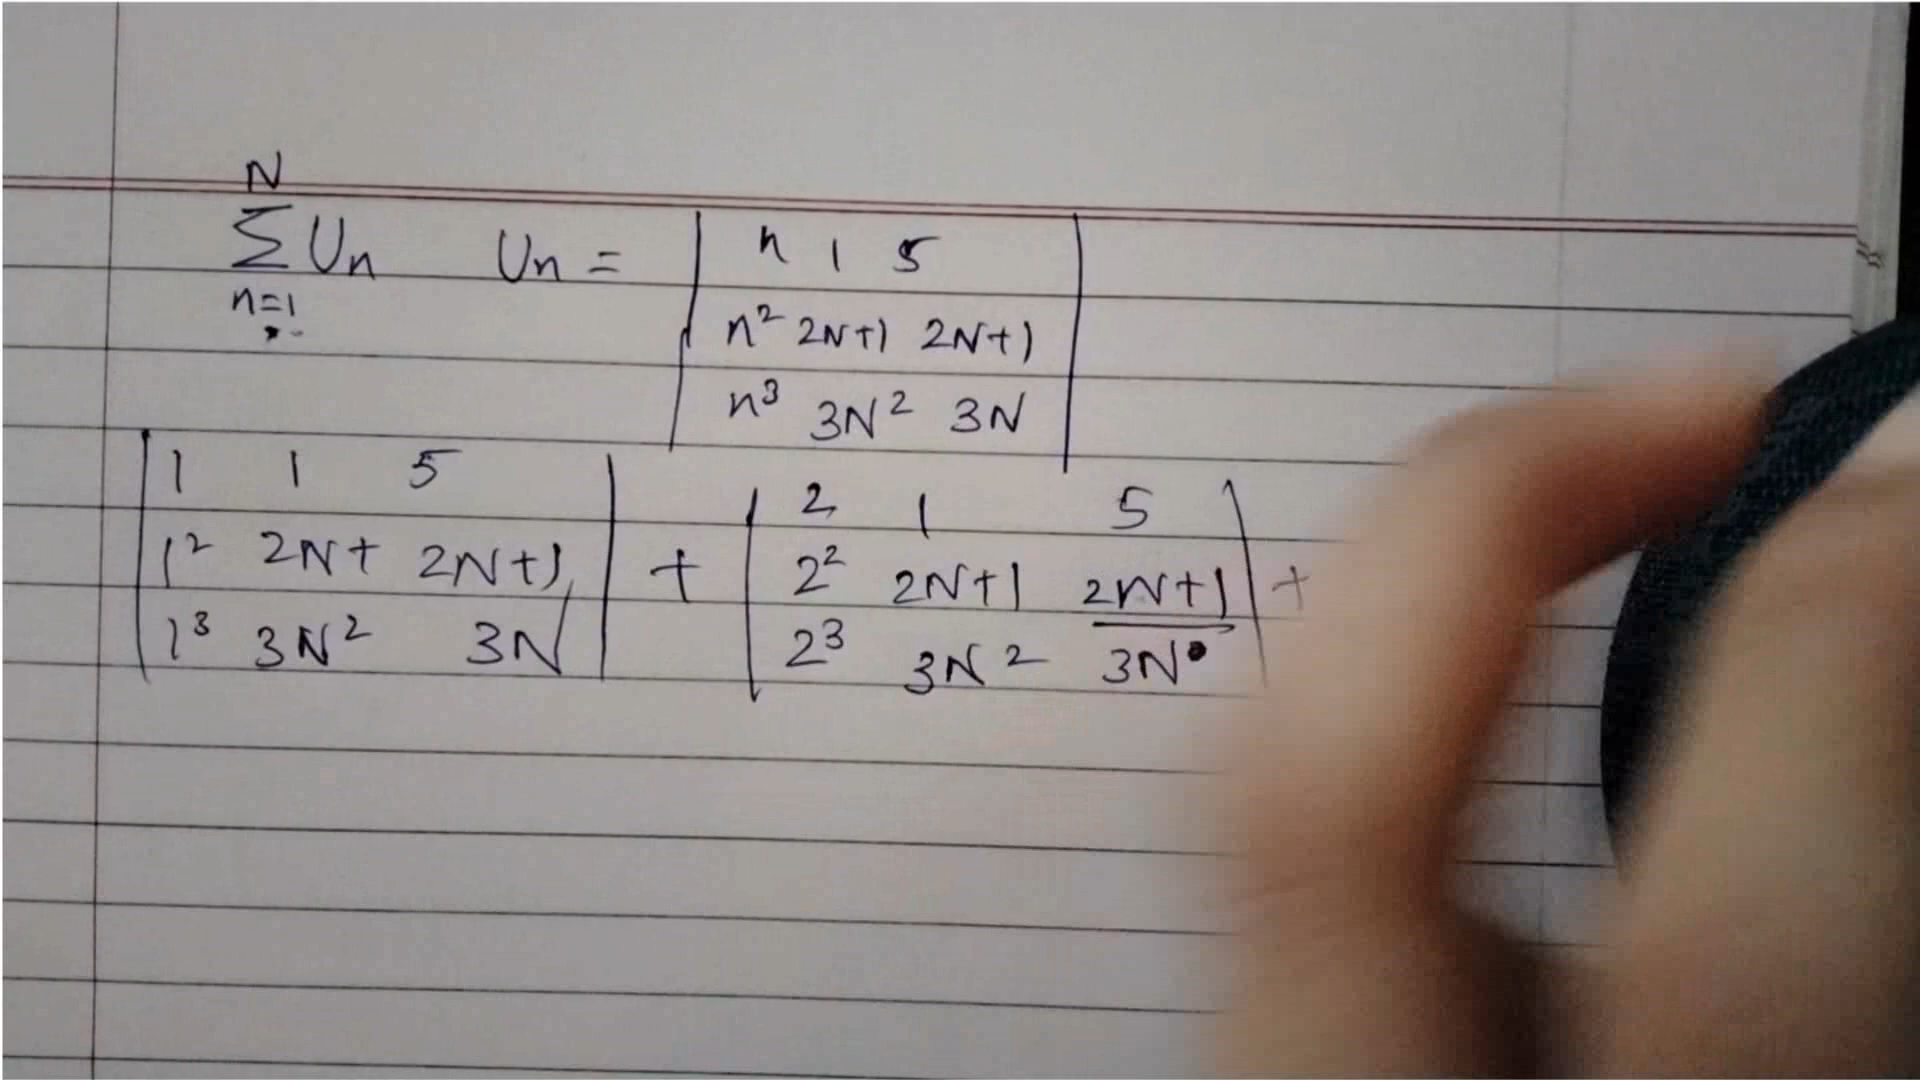 N
∑ Un Un = | n 1 5 |
n=1 | n² 2N+1 2N+1 |
| n³ 3N² 3N |
| 1 1 5 | | 2 1 5 |
| 1² 2N+ 2N+1 | + | 2² 2N+1 2N+1 | +
| 1³ 3N² 3N | | 2³ 3N² 3N |